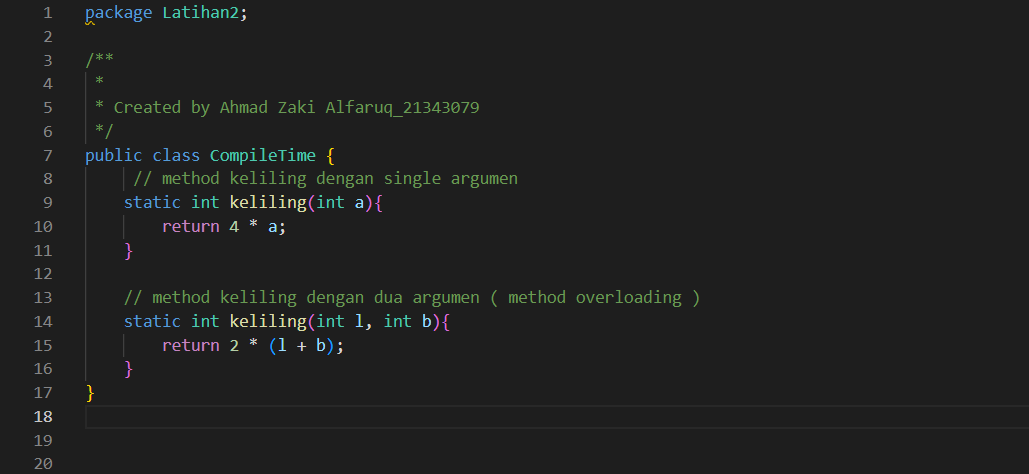 1 package Latihan2;
2
3 /**
4 *
5 * Created by Ahmad Zaki Alfaruq_21343079
6 */
7 public class CompileTime {
8 // method keliling dengan single argumen
9 static int keliling(int a){
10 return 4 * a;
11 }
12
13 // method keliling dengan dua argumen ( method overloading )
14 static int keliling(int l, int b){
15 return 2 * (l + b);
16 }
17 }
18
19
20